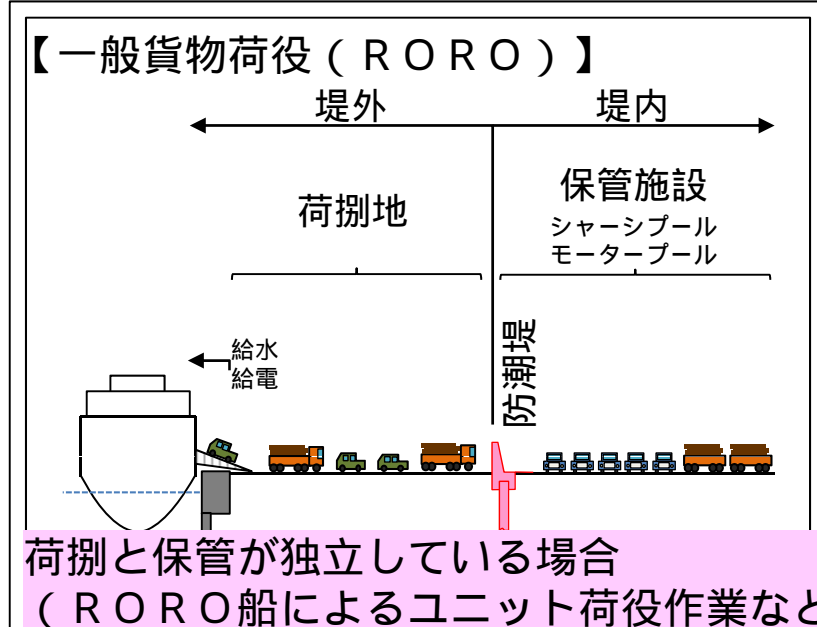 【一般貨物荷役（ＲＯＲＯ）】
堤外
堤内
荷捌地
保管施設
シャーシプール
モータープール
防潮堤
給水
給電
荷捌と保管が独立している場合
（ＲＯＲＯ船によるユニット荷役作業など